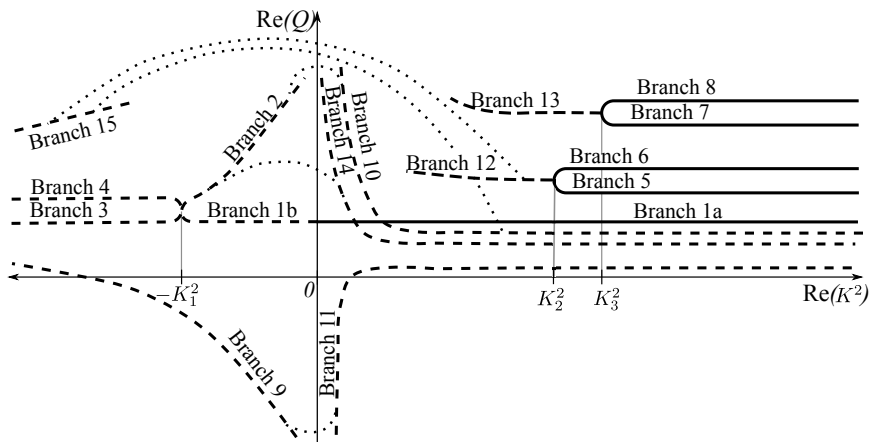 Re(Q)
Branch 8
Branch 7
Branch 13
Branch 15
Branch 2
Branch 14
Branch 10
Branch 12
Branch 6
Branch 5
Branch 4
Branch 3
Branch 1b
Branch 1a
−K₁²
0
K₂²
K₃²
Re(K²)
Branch 9
Branch 11